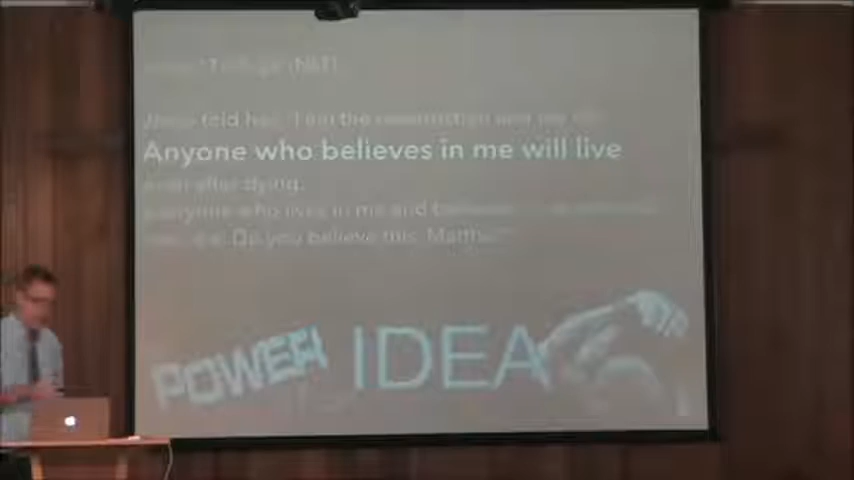 told her, "I am the resurrection and the
Anyone who believes in me will live
even after dying.
Everyone who lives in me and believes
Do you believe this, Martha?"
POWER IDEA